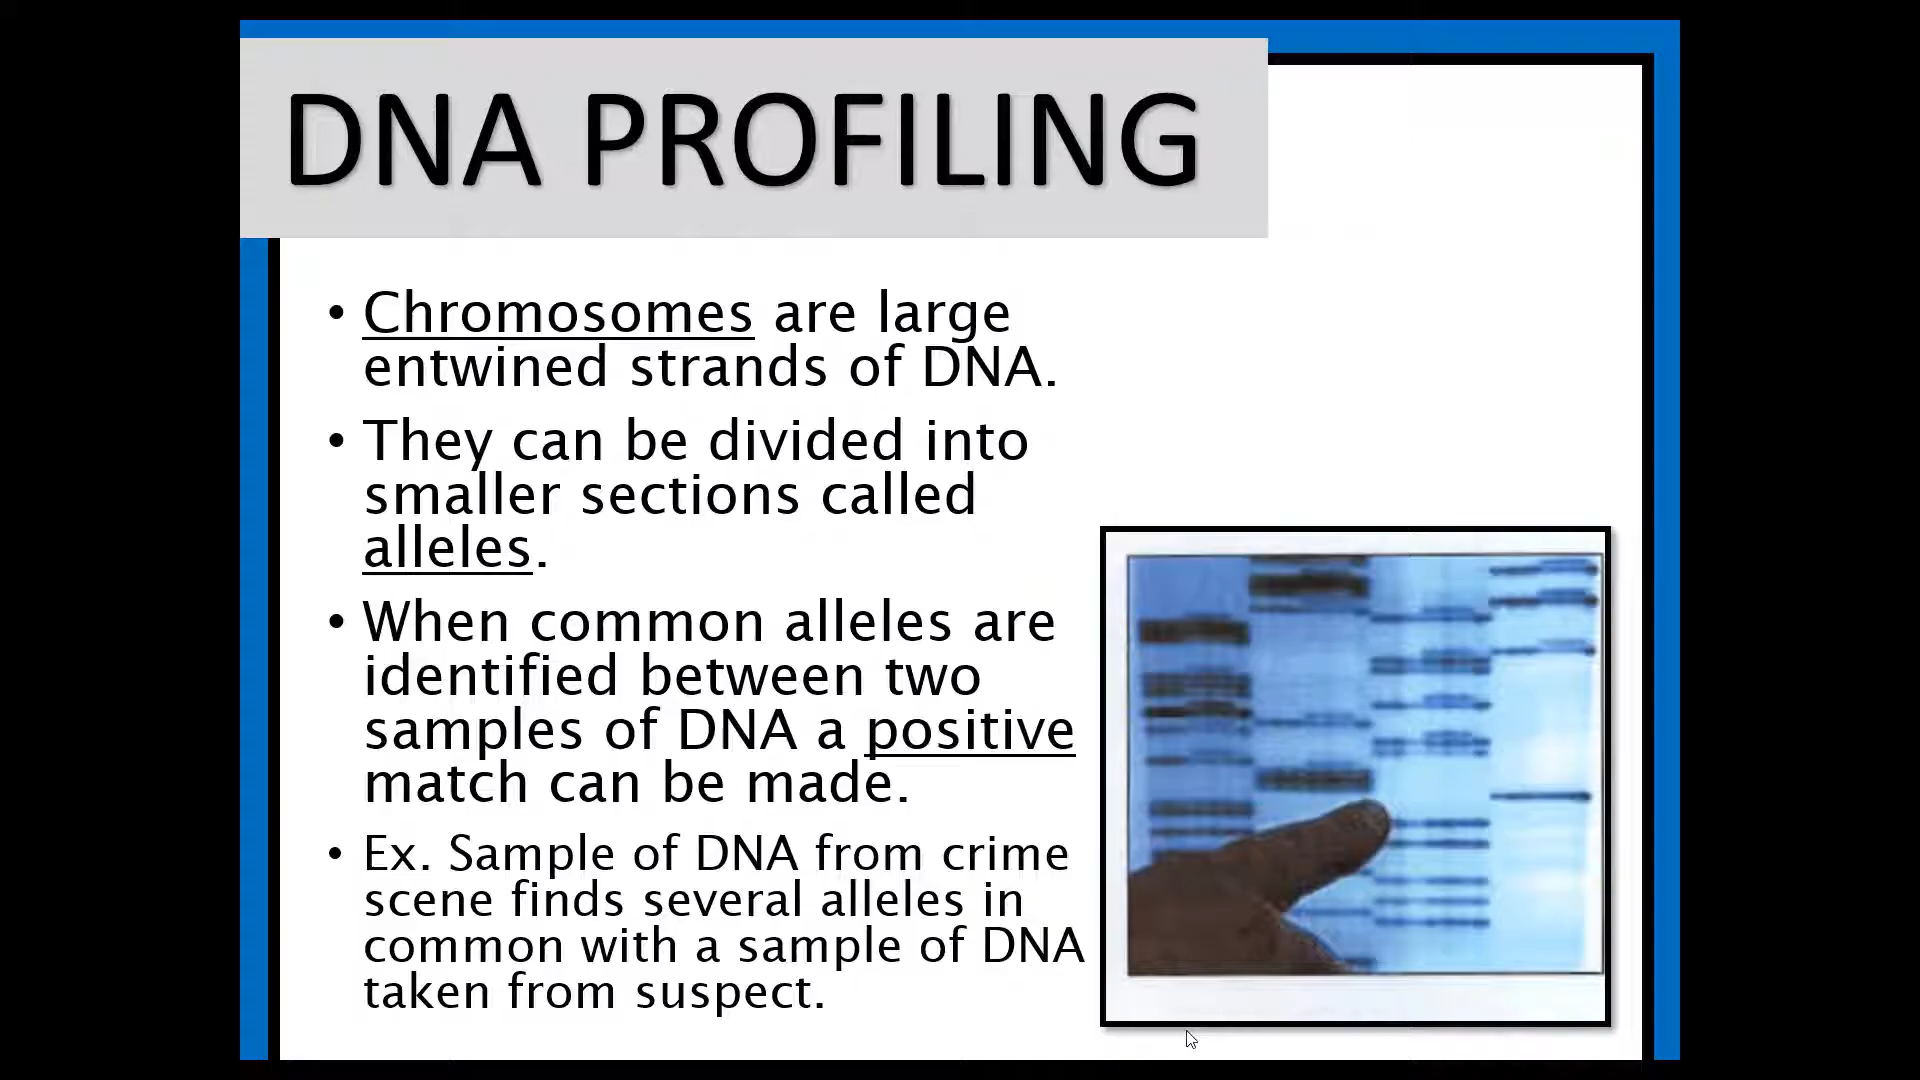 DNA PROFILING
• Chromosomes are large
entwined strands of DNA.
• They can be divided into
smaller sections called
alleles.
• When common alleles are
identified between two
samples of DNA a positive
match can be made.
• Ex. Sample of DNA from crime
scene finds several alleles in
common with a sample of DNA
taken from suspect.